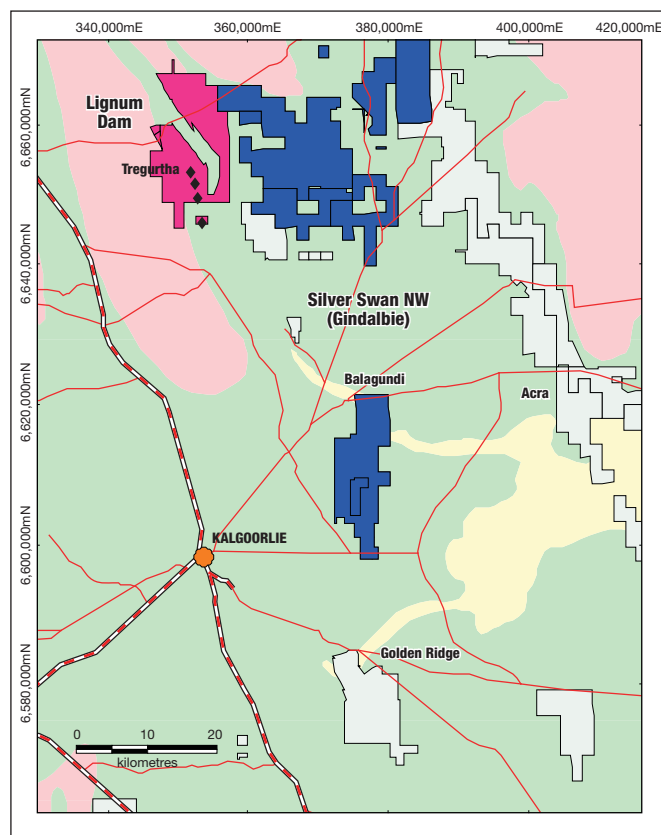 340,000mE 360,000mE 380,000mE 400,000mE 420,000mE
6,660,000mN
6,640,000mN
6,620,000mN
6,600,000mN
6,580,000mN
Lignum
Dam
Tregurtha
Silver Swan NW
(Gindalbie)
Balagundi
Acra
KALGOORLIE
Golden Ridge
0 10 20
kilometres